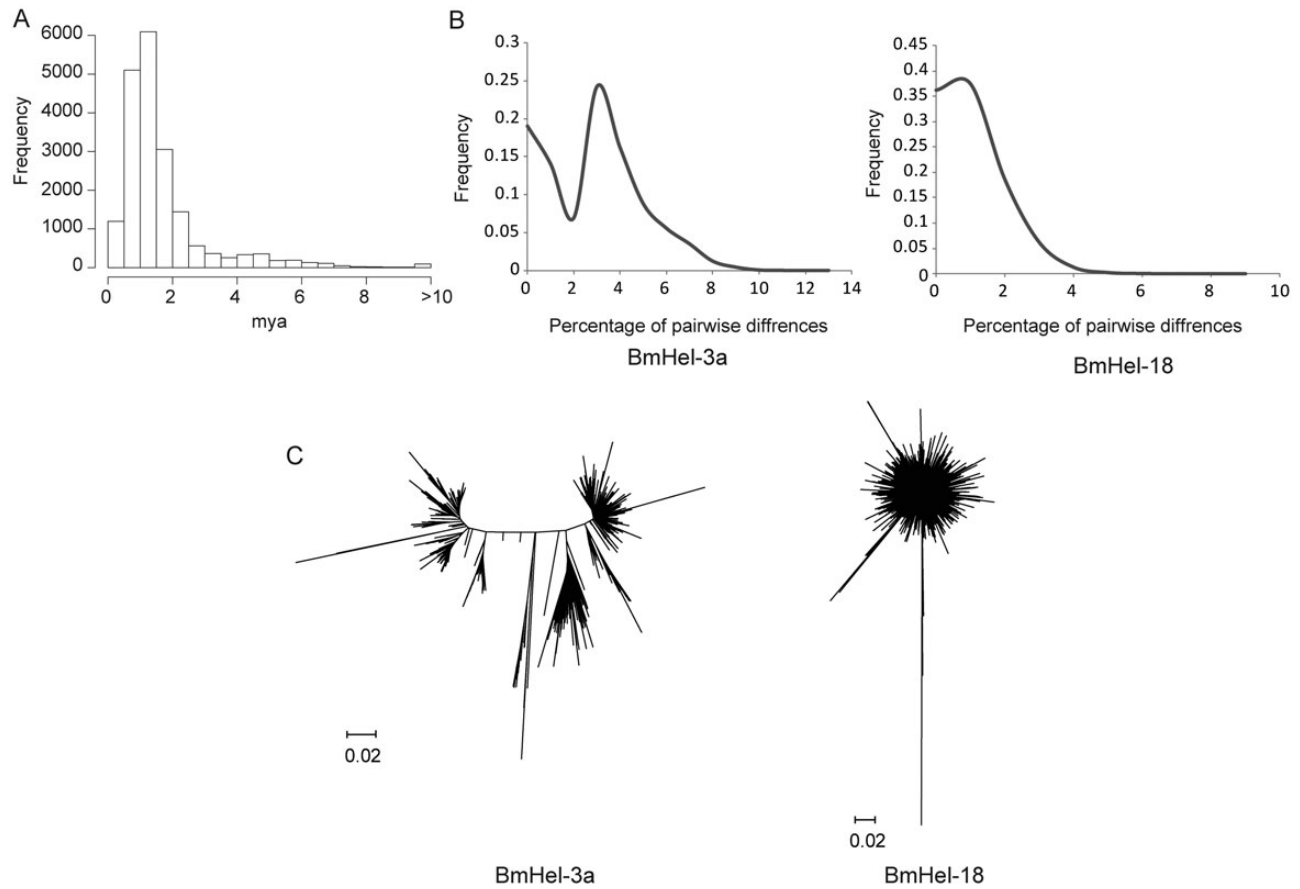 A
6000
5000
4000
3000
2000
1000
0
Frequency
0 2 4 6 8 >10
mya
B
0.3
0.25
0.2
0.15
0.1
0.05
0
Frequency
0 2 4 6 8 10 12 14
Percentage of pairwise diffrences
BmHel-3a
0.45
0.4
0.35
0.3
0.25
0.2
0.15
0.1
0.05
0
Frequency
0 2 4 6 8 10
Percentage of pairwise diffrences
BmHel-18
C
0.02
BmHel-3a
0.02
BmHel-18